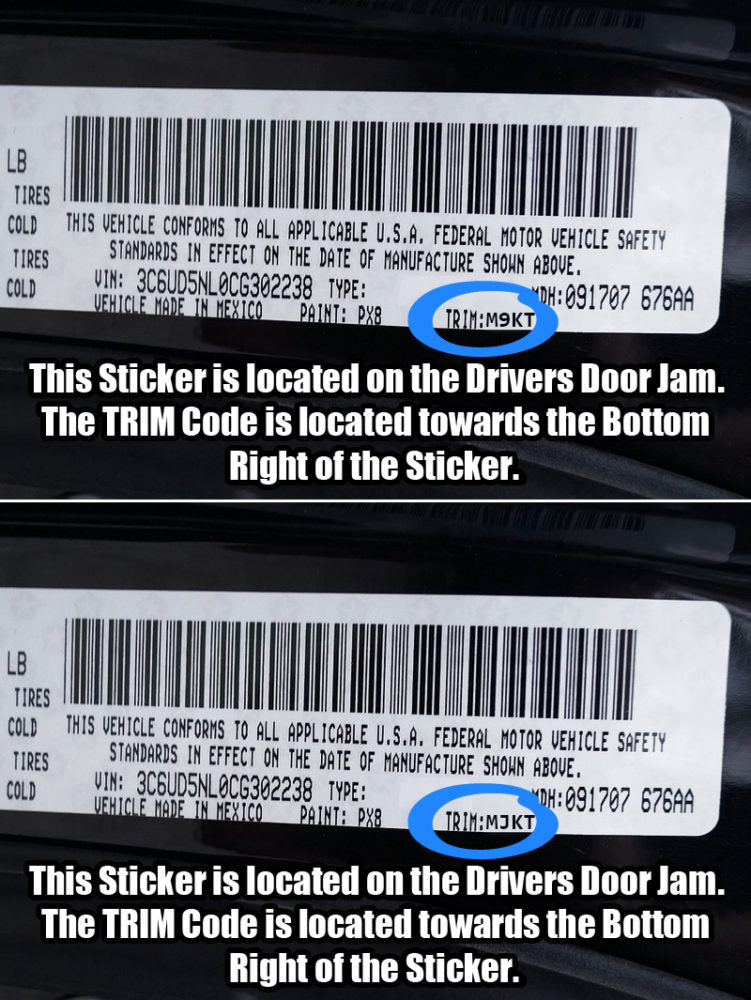 LB
TIRES
COLD
TIRES
COLD
THIS VEHICLE CONFORMS TO ALL APPLICABLE U.S.A. FEDERAL MOTOR VEHICLE SAFETY
STANDARDS IN EFFECT ON THE DATE OF MANUFACTURE SHOWN ABOVE.
VIN: 3C6UD5NL0CG302238 TYPE: MDH:091707 676AA
VEHICLE MADE IN MEXICO PAINT: PX8 TRIM:M9KT
This Sticker is located on the Drivers Door Jam.
The TRIM Code is located towards the Bottom
Right of the Sticker.
LB
TIRES
COLD
TIRES
COLD
THIS VEHICLE CONFORMS TO ALL APPLICABLE U.S.A. FEDERAL MOTOR VEHICLE SAFETY
STANDARDS IN EFFECT ON THE DATE OF MANUFACTURE SHOWN ABOVE.
VIN: 3C6UD5NL0CG302238 TYPE: MDH:091707 676AA
VEHICLE MADE IN MEXICO PAINT: PX8 TRIM:MJKT
This Sticker is located on the Drivers Door Jam.
The TRIM Code is located towards the Bottom
Right of the Sticker.